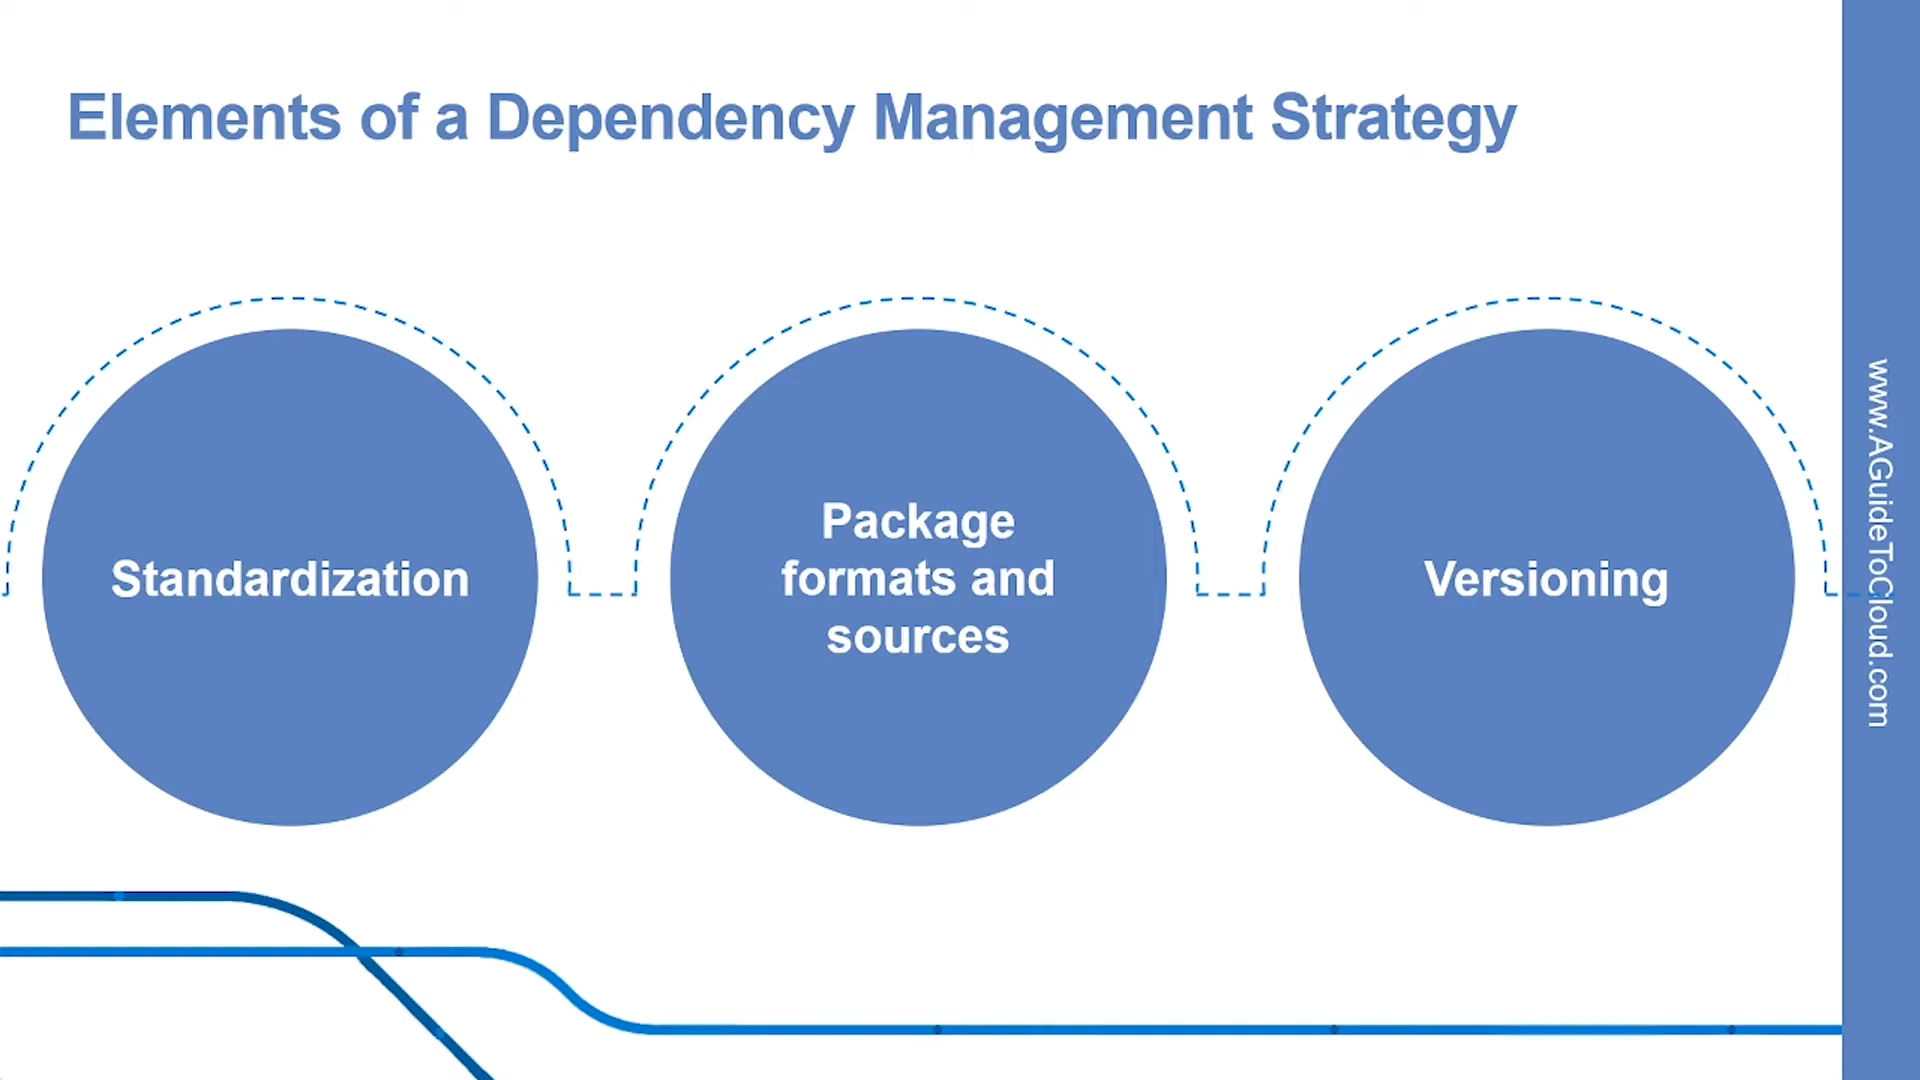 Elements of a Dependency Management Strategy
Standardization
Package
formats and
sources
Versioning
www.AGuideToCloud.com